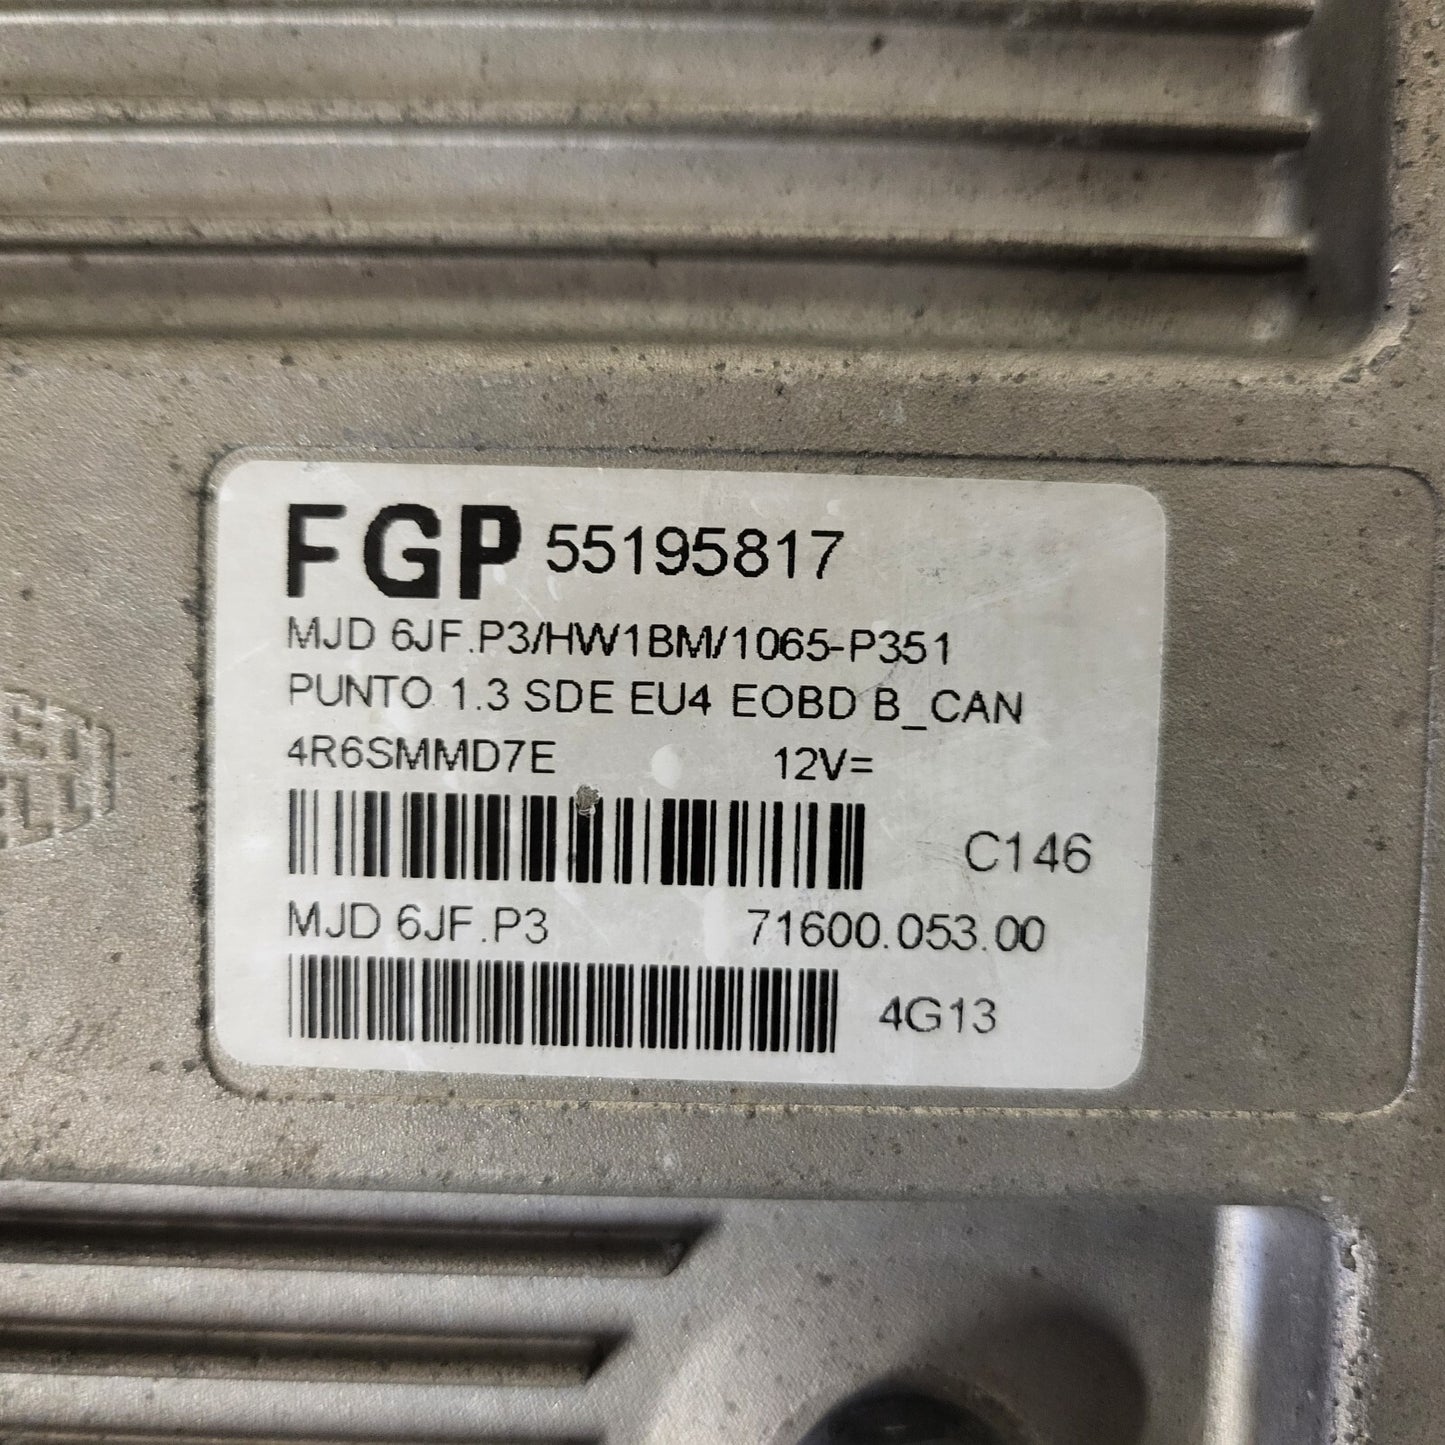 FGP 55195817
MJD 6JF.P3/HW1BM/1065-P351
PUNTO 1.3 SDE EU4 EOBD B_CAN
4R6SMMD7E 12V=
C146
MJD 6JF.P3 71600.053.00
4G13